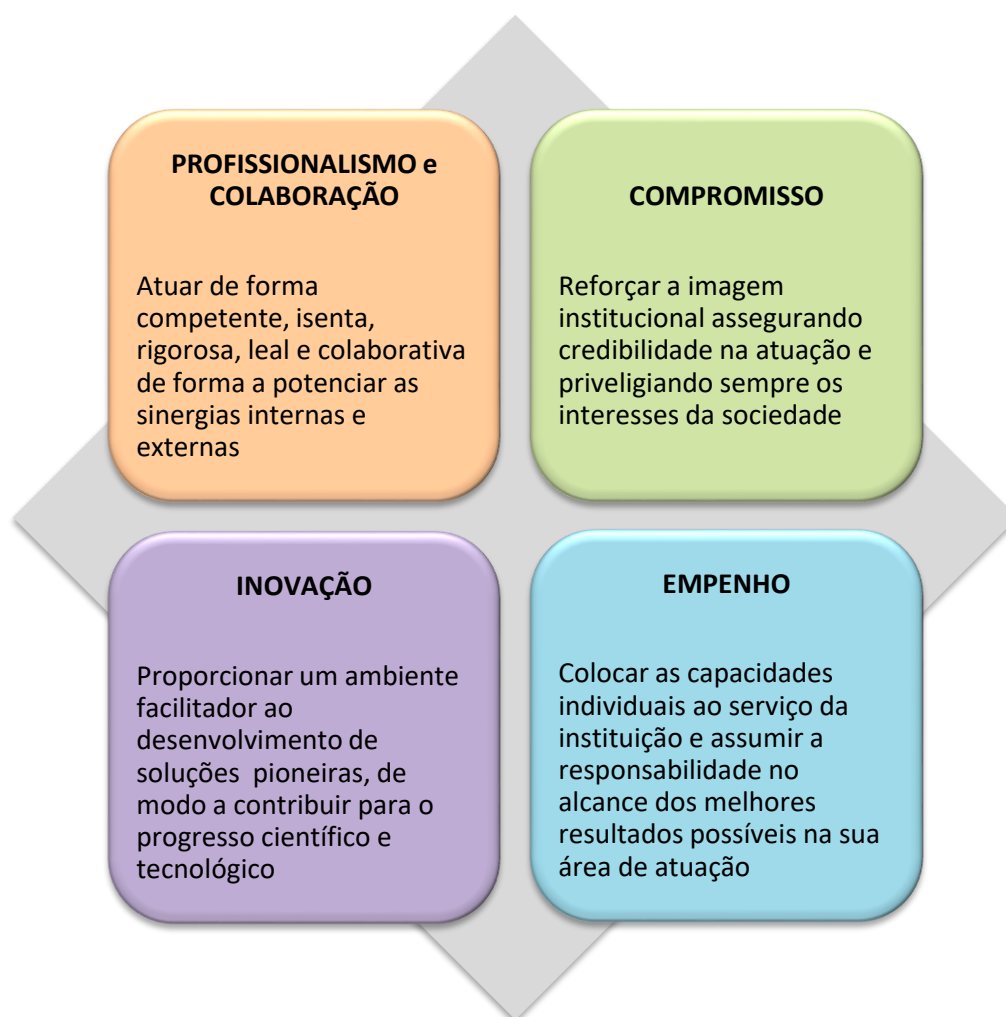 PROFISSIONALISMO e
COLABORAÇÃO
Atuar de forma
competente, isenta,
rigorosa, leal e colaborativa
de forma a potenciar as
sinergias internas e
externas
COMPROMISSO
Reforçar a imagem
institucional assegurando
credibilidade na atuação e
priveligiando sempre os
interesses da sociedade
INOVAÇÃO
Proporcionar um ambiente
facilitador ao
desenvolvimento de
soluções  pioneiras, de
modo a contribuir para o
progresso científico e
tecnológico
EMPENHO
Colocar as capacidades
individuais ao serviço da
instituição e assumir a
responsabilidade no
alcance dos melhores
resultados possíveis na sua
área de atuação